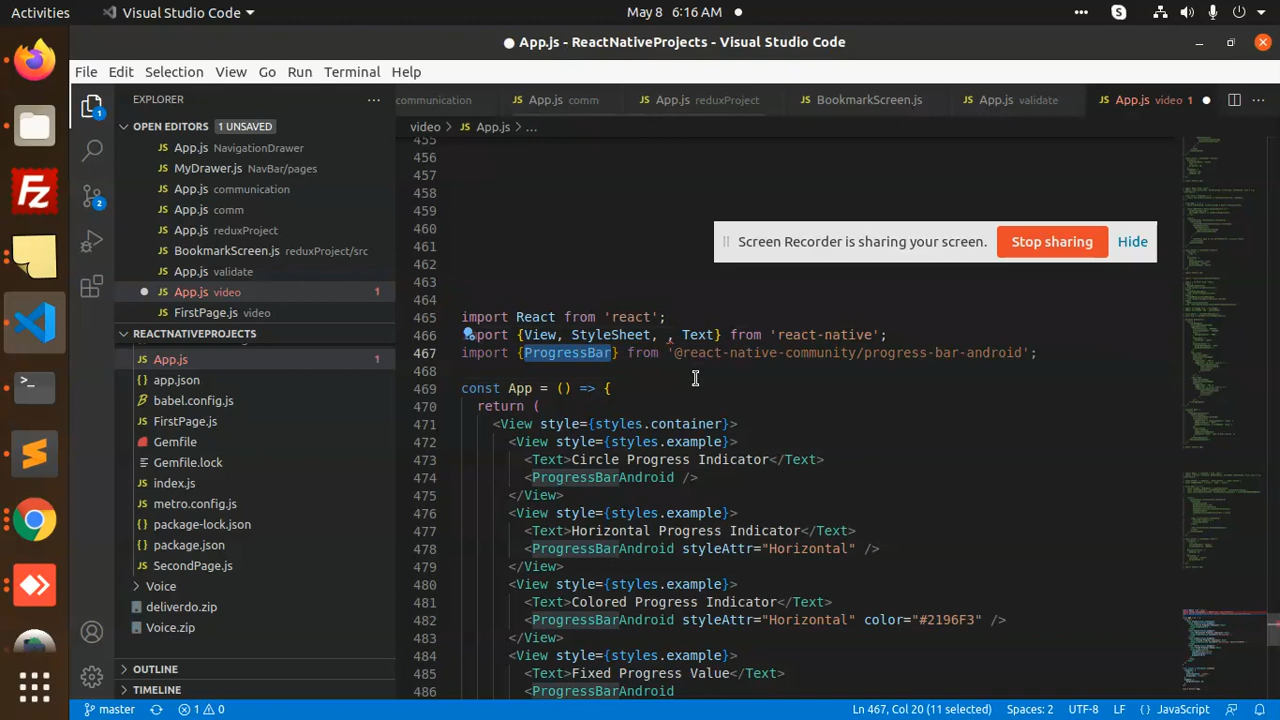 Activities
Visual Studio Code
May 8 6:16 AM
App.js - ReactNativeProjects - Visual Studio Code
File Edit Selection View Go Run Terminal Help
EXPLORER
communication
App.js comm
App.js reduxProject
BookmarkScreen.js
App.js validate
App.js video 1
OPEN EDITORS 1 UNSAVED
video > App.js > ...
App.js NavigationDrawer
MyDrawer.js NavBar/pages
App.js communication
App.js comm
App.js reduxProject
BookmarkScreen.js reduxProject/src
App.js validate
App.js video 1
FirstPage.js video
REACTNATIVEPROJECTS
App.js
app.json
babel.config.js
FirstPage.js
Gemfile
Gemfile.lock
index.js
metro.config.js
package-lock.json
package.json
SecondPage.js
Voice
deliverdo.zip
Voice.zip
OUTLINE
TIMELINE
Screen Recorder is sharing your screen. Stop sharing Hide
455
456
457
458
459
460
461
462
463
464
465 import React from 'react';
466 import {View, StyleSheet, , Text} from 'react-native';
467 import {ProgressBar} from '@react-native-community/progress-bar-android';
468
469 const App = () => {
470 return (
471 <View style={styles.container}>
472 <View style={styles.example}>
473 <Text>Circle Progress Indicator</Text>
474 <ProgressBarAndroid />
475 </View>
476 <View style={styles.example}>
477 <Text>Horizontal Progress Indicator</Text>
478 <ProgressBarAndroid styleAttr="Horizontal" />
479 </View>
480 <View style={styles.example}>
481 <Text>Colored Progress Indicator</Text>
482 <ProgressBarAndroid styleAttr="Horizontal" color="#2196F3" />
483 </View>
484 <View style={styles.example}>
485 <Text>Fixed Progress Value</Text>
486 <ProgressBarAndroid
master 1 0 Ln 467, Col 20 (11 selected) Spaces: 2 UTF-8 LF JavaScript